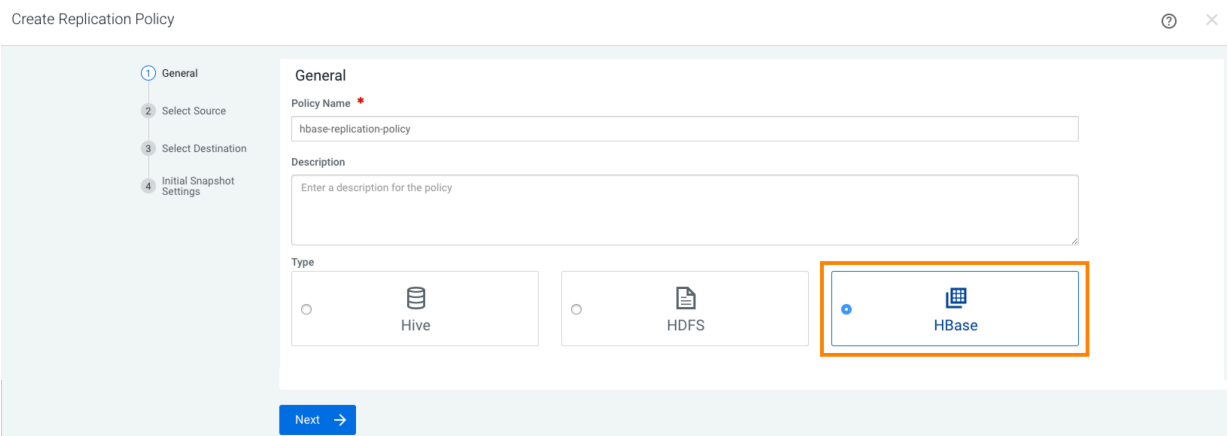 Create Replication Policy
1 General
2 Select Source
3 Select Destination
4 Initial Snapshot
Settings
General
Policy Name *
hbase-replication-policy
Description
Enter a description for the policy
Type
Hive
HDFS
HBase
Next →